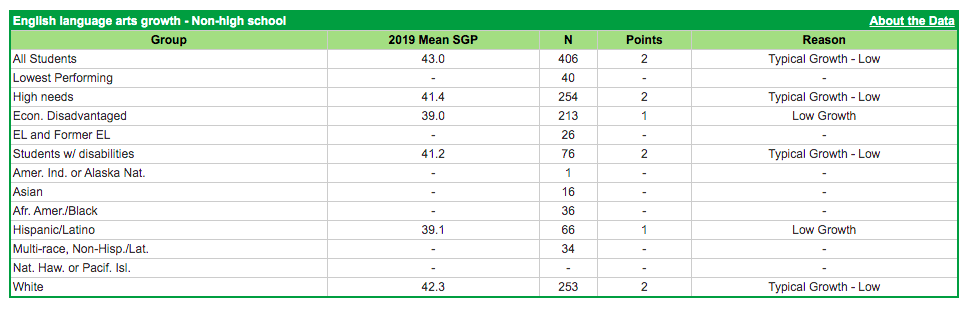 English language arts growth - Non-high school About the Data
Group 2019 Mean SGP N Points Reason
All Students 43.0 406 2 Typical Growth - Low
Lowest Performing - 40 - -
High needs 41.4 254 2 Typical Growth - Low
Econ. Disadvantaged 39.0 213 1 Low Growth
EL and Former EL - 26 - -
Students w/ disabilities 41.2 76 2 Typical Growth - Low
Amer. Ind. or Alaska Nat. - 1 - -
Asian - 16 - -
Afr. Amer./Black - 36 - -
Hispanic/Latino 39.1 66 1 Low Growth
Multi-race, Non-Hisp./Lat. - 34 - -
Nat. Haw. or Pacif. Isl. - - - -
White 42.3 253 2 Typical Growth - Low